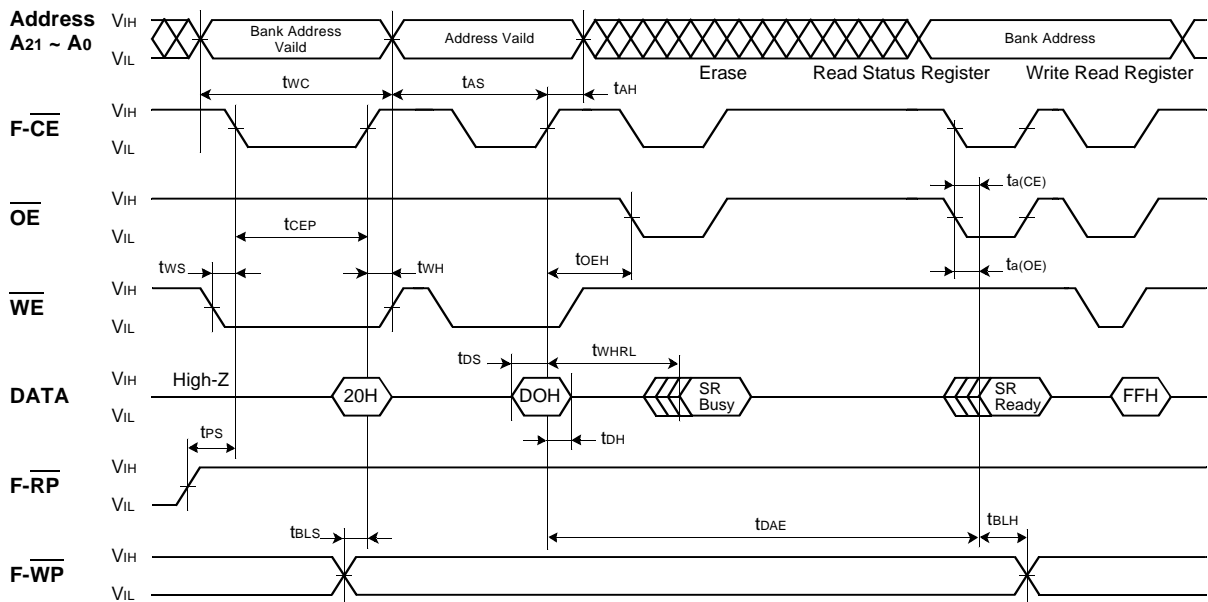 Address
A21 ~ A0
VIH
VIL
Bank Address
Vaild
Address Vaild
Bank Address
Erase
Read Status Register
Write Read Register
tWC
tAS
tAH
F-CE
VIH
VIL
ta(CE)
OE
VIH
VIL
tCEP
tOEH
ta(OE)
tWS
tWH
WE
VIH
VIL
tDS
tWHRL
DATA
VIH
VIL
High-Z
20H
DOH
SR
Busy
SR
Ready
FFH
tPS
tDH
F-RP
VIH
VIL
tBLS
tDAE
tBLH
F-WP
VIH
VIL